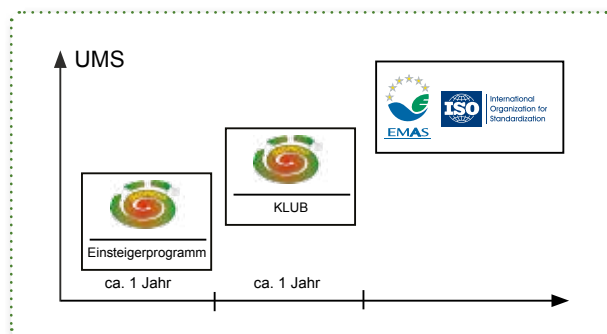 UMS
EMAS
ISO
International
Organization for
Standardization
KLUB
Einsteigerprogramm
ca. 1 Jahr
ca. 1 Jahr